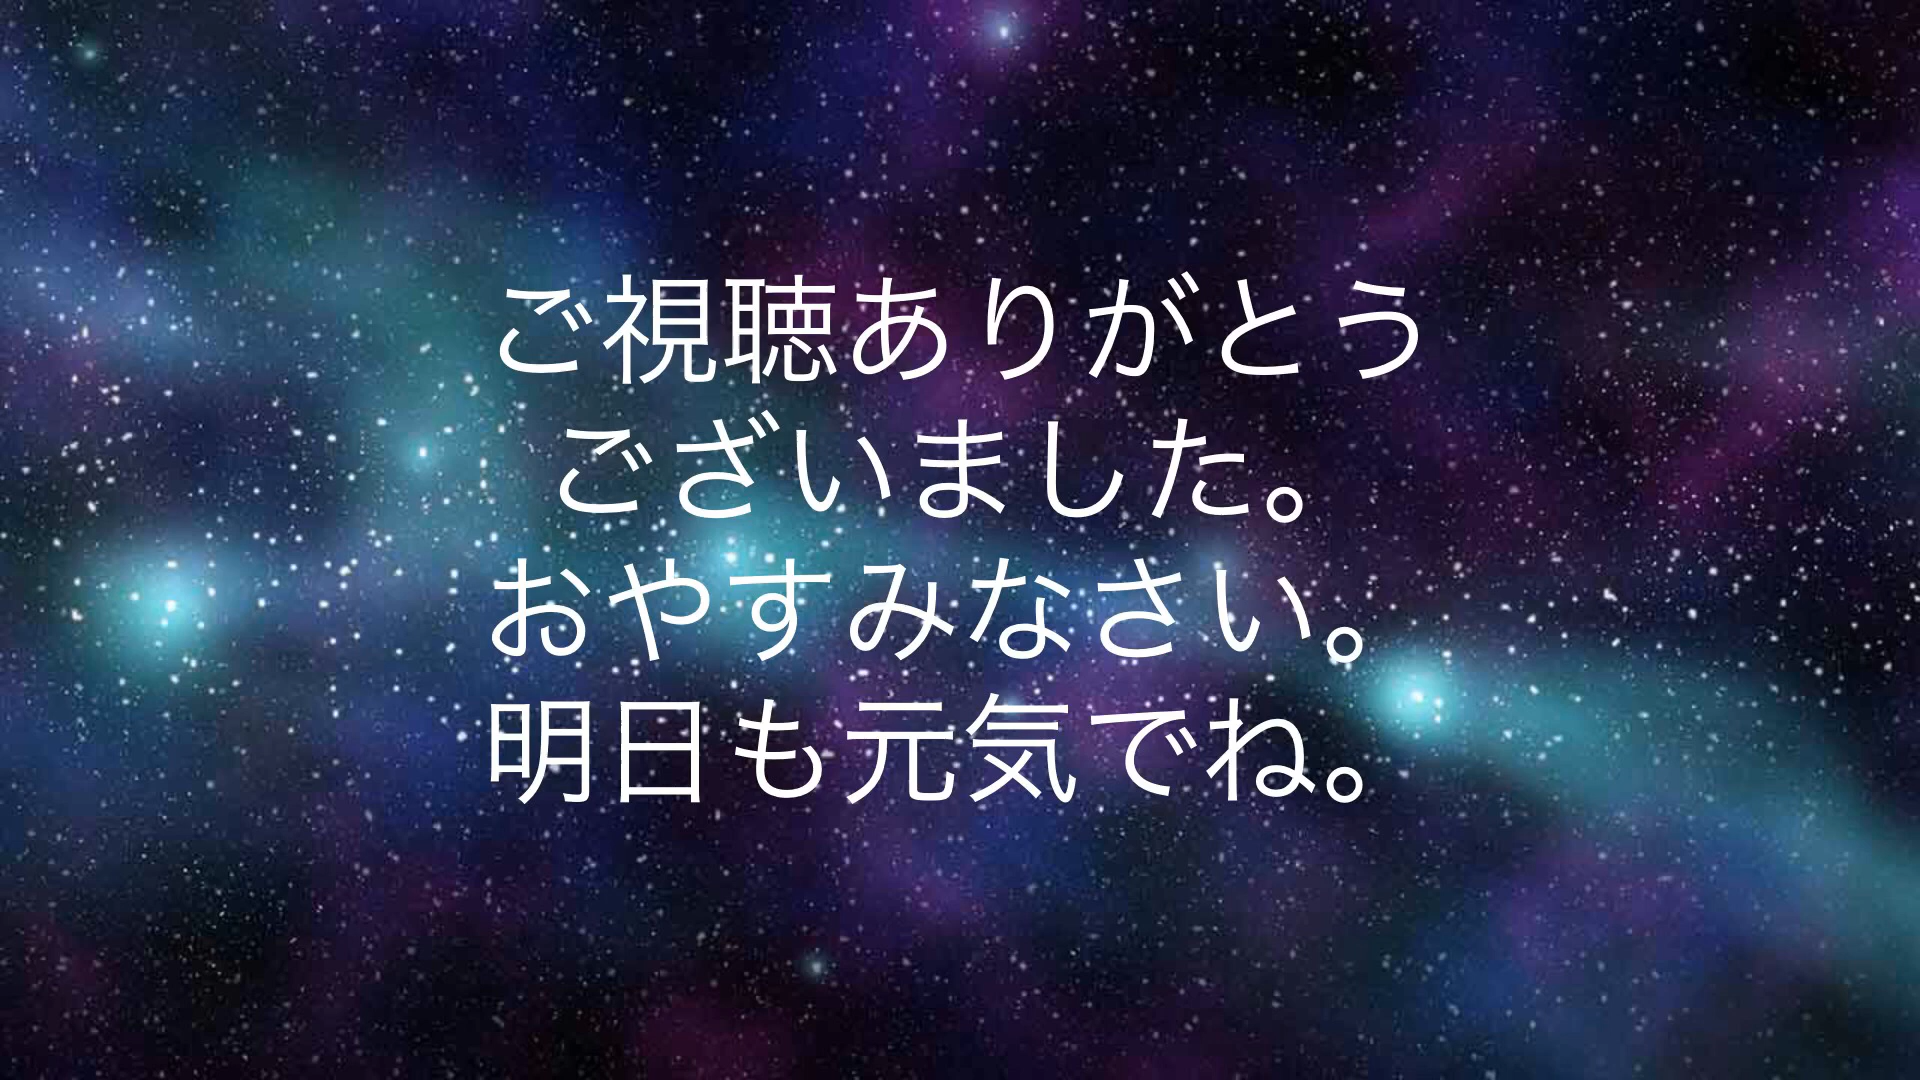 ご視聴ありがとう
ございました。
おやすみなさい。
明日も元気でね。